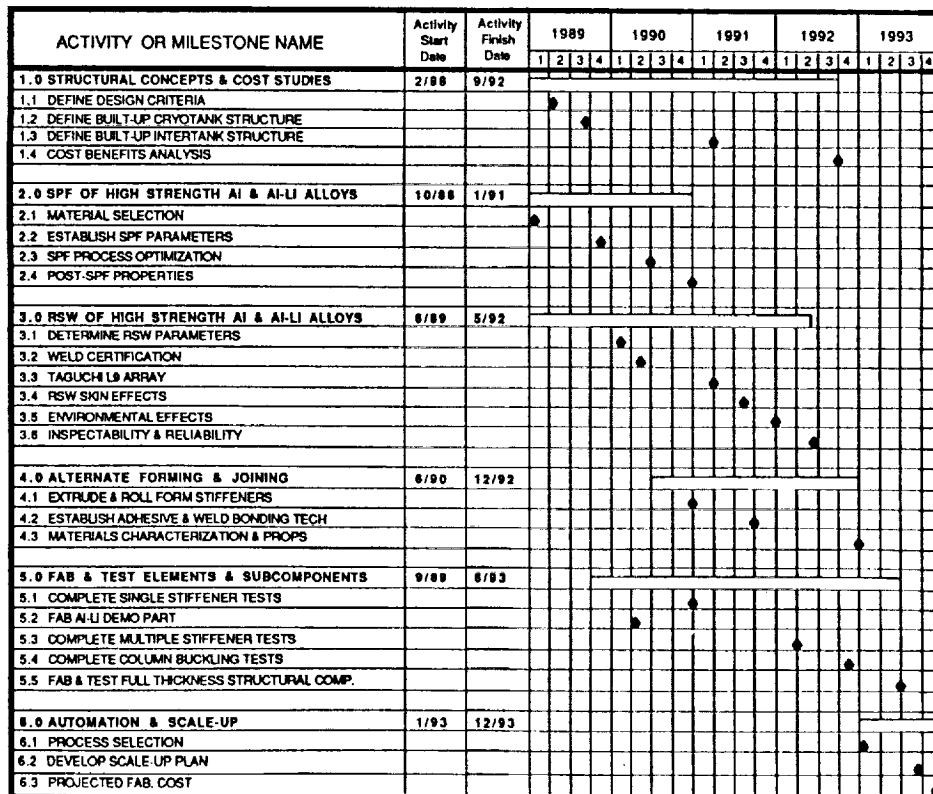 ACTIVITY OR MILESTONE NAME Activity Start Date Activity Finish Date 1989 1990 1991 1992 1993
1 2 3 4 1 2 3 4 1 2 3 4 1 2 3 4 1 2 3 4
1.0 STRUCTURAL CONCEPTS & COST STUDIES 2/88 9/92
1.1 DEFINE DESIGN CRITERIA
1.2 DEFINE BUILT-UP CRYOTANK STRUCTURE
1.3 DEFINE BUILT-UP INTERTANK STRUCTURE
1.4 COST BENEFITS ANALYSIS
2.0 SPF OF HIGH STRENGTH Al & Al-Li ALLOYS 10/88 1/91
2.1 MATERIAL SELECTION
2.2 ESTABLISH SPF PARAMETERS
2.3 SPF PROCESS OPTIMIZATION
2.4 POST-SPF PROPERTIES
3.0 RSW OF HIGH STRENGTH Al & Al-Li ALLOYS 6/89 5/92
3.1 DETERMINE RSW PARAMETERS
3.2 WELD CERTIFICATION
3.3 TAGUCHI L9 ARRAY
3.4 RSW SKIN EFFECTS
3.5 ENVIRONMENTAL EFFECTS
3.6 INSPECTABILITY & RELIABILITY
4.0 ALTERNATE FORMING & JOINING 6/90 12/92
4.1 EXTRUDE & ROLL FORM STIFFENERS
4.2 ESTABLISH ADHESIVE & WELD BONDING TECH
4.3 MATERIALS CHARACTERIZATION & PROPS
5.0 FAB & TEST ELEMENTS & SUBCOMPONENTS 9/89 6/93
5.1 COMPLETE SINGLE STIFFENER TESTS
5.2 FAB Al-Li DEMO PART
5.3 COMPLETE MULTIPLE STIFFENER TESTS
5.4 COMPLETE COLUMN BUCKLING TESTS
5.5 FAB & TEST FULL THICKNESS STRUCTURAL COMP.
6.0 AUTOMATION & SCALE-UP 1/93 12/93
6.1 PROCESS SELECTION
6.2 DEVELOP SCALE-UP PLAN
6.3 PROJECTED FAB. COST